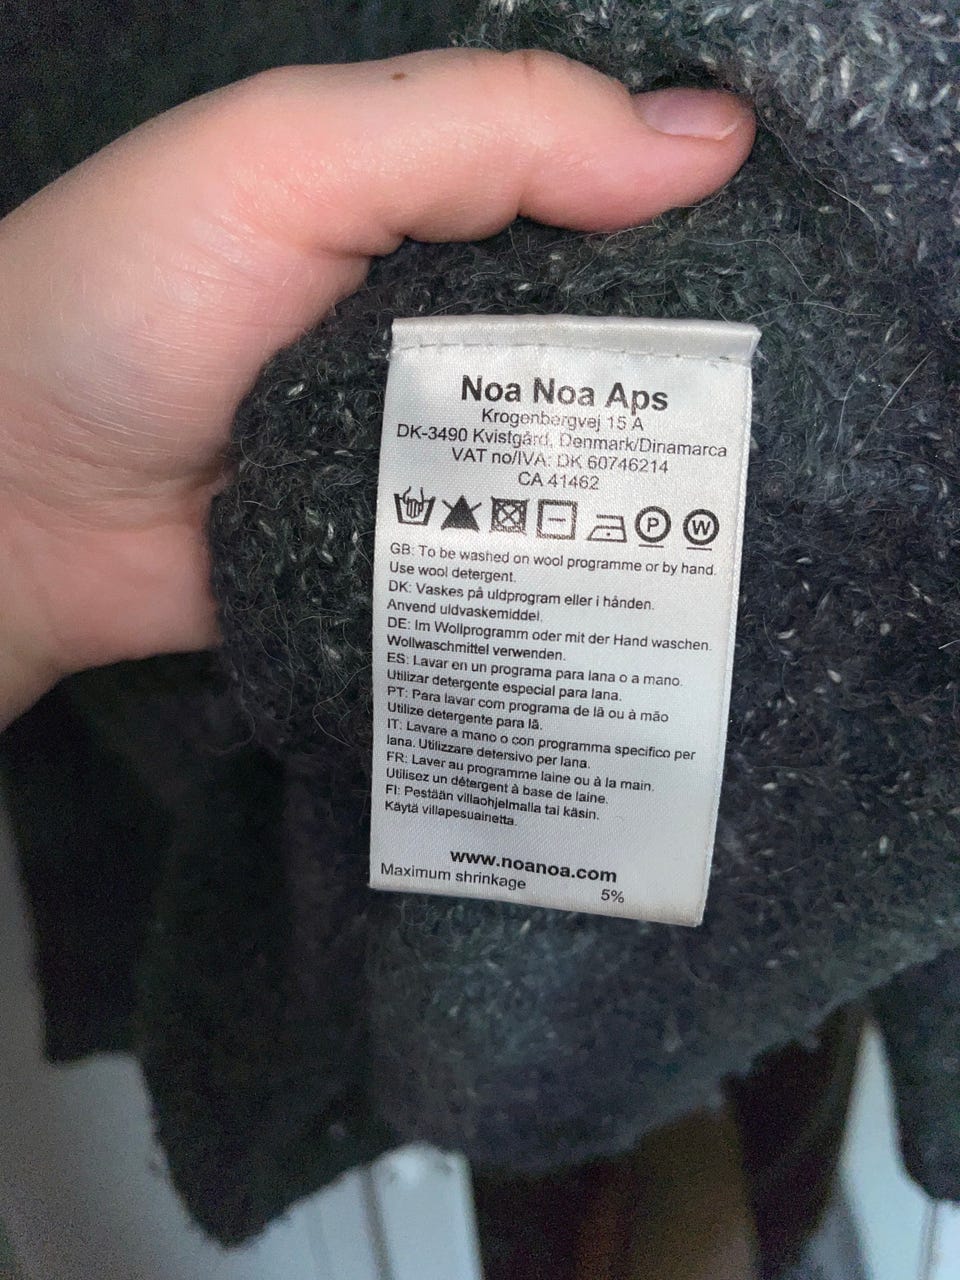 Noa Noa Aps
Krogenbergvej 15 A
DK-3490 Kvistgård, Denmark/Dinamarca
VAT no/IVA: DK 60746214
CA 41462
P W
GB: To be washed on wool programme or by hand.
Use wool detergent.
DK: Vaskes på uldprogram eller i hånden.
Anvend uldvaskemiddel.
DE: Im Wollprogramm oder mit der Hand waschen.
Wollwaschmittel verwenden.
ES: Lavar en un programa para lana o a mano.
Utilizar detergente especial para lana.
PT: Para lavar com programa de lã ou à mão
Utilize detergente para lã.
IT: Lavare a mano o con programma specifico per
lana. Utilizzare detersivo per lana.
FR: Laver au programme laine ou à la main.
Utilisez un détergent à base de laine.
FI: Pestään villaohjelmalla tai käsin.
Käytä villapesuainetta.
www.noanoa.com
Maximum shrinkage 5%